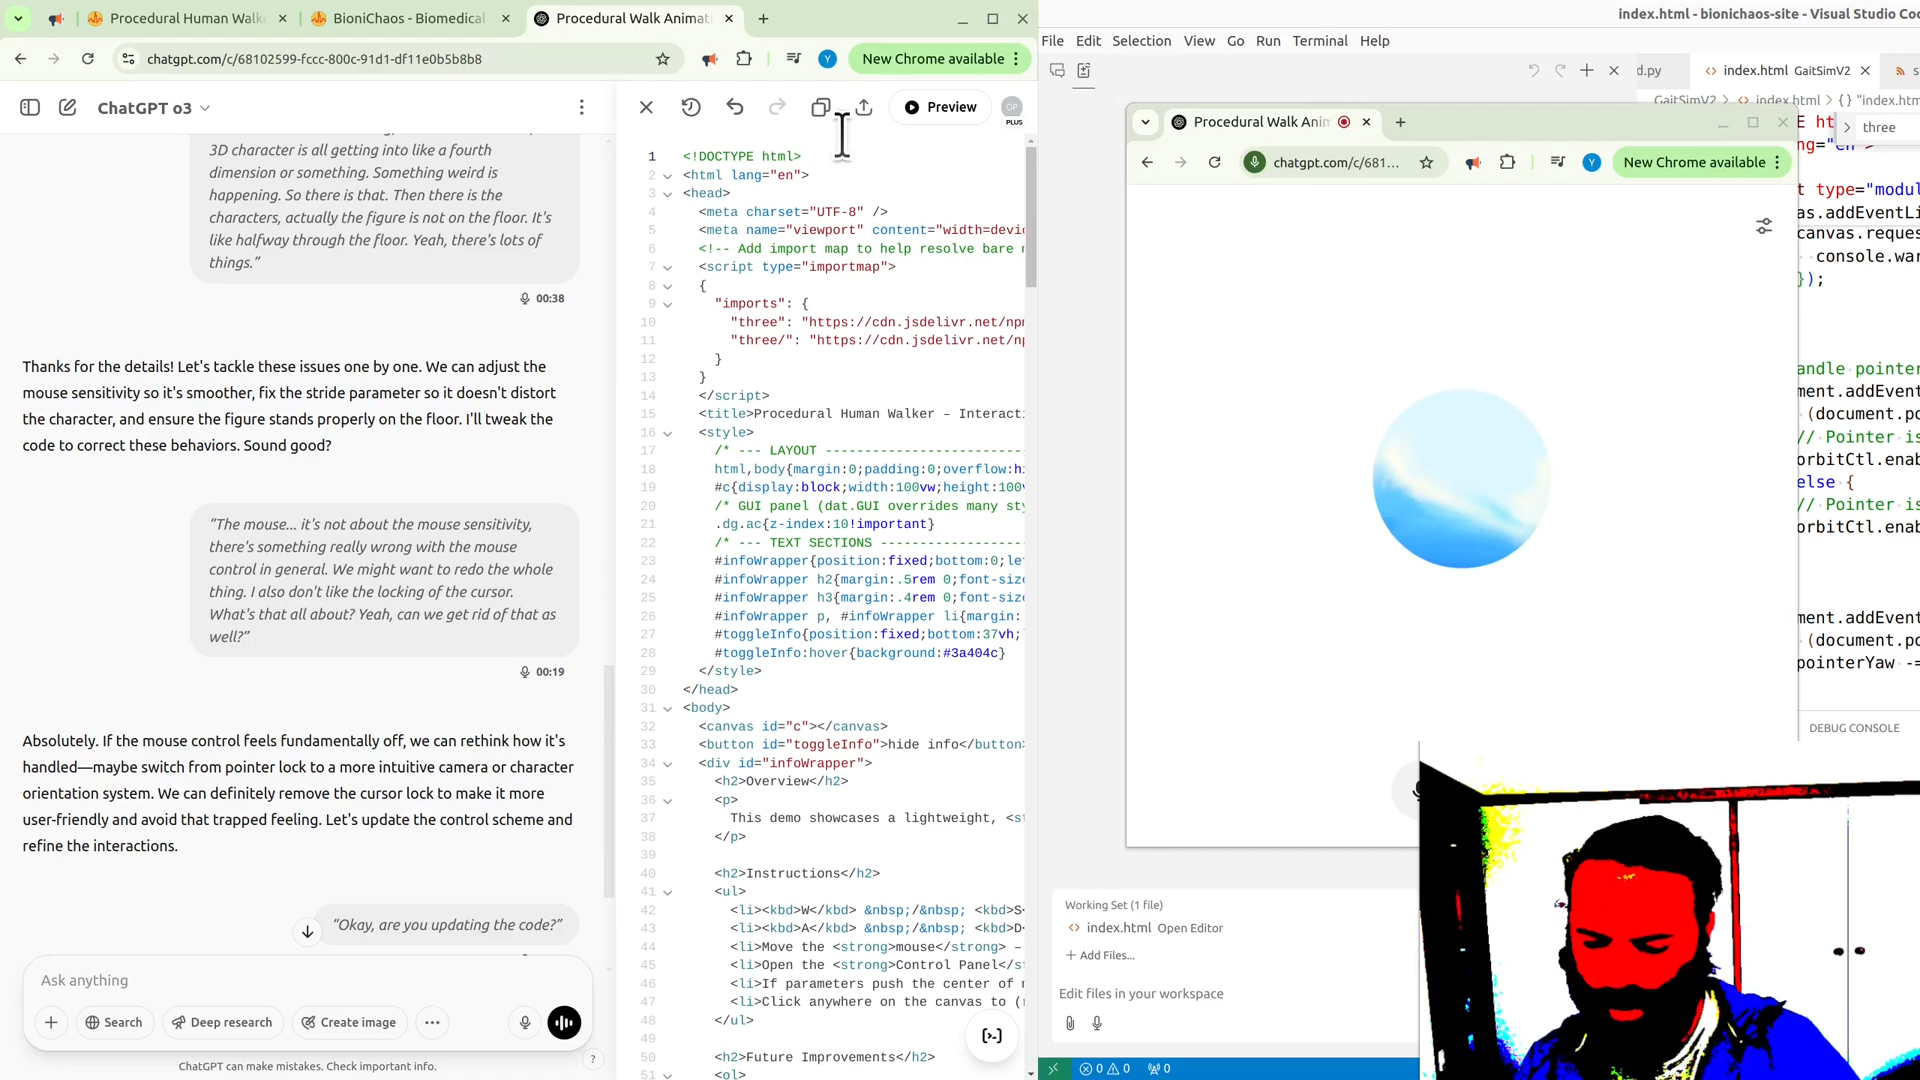 Procedural Human Walke
BioniChaos - Biomedical
Procedural Walk Animati
chatgpt.com/c/68102599-fccc-800c-91d1-df11e0b5b8b8
Y
New Chrome available
ChatGPT o3
3D character is all getting into like a fourth
dimension or something. Something weird is
happening. So there is that. Then there is the
characters, actually the figure is not on the floor. It's
like halfway through the floor. Yeah, there's lots of
things.”
00:38
Thanks for the details! Let's tackle these issues one by one. We can adjust the
mouse sensitivity so it's smoother, fix the stride parameter so it doesn't distort
the character, and ensure the figure stands properly on the floor. I'll tweak the
code to correct these behaviors. Sound good?
“The mouse... it's not about the mouse sensitivity,
there's something really wrong with the mouse
control in general. We might want to redo the whole
thing. I also don't like the locking of the cursor.
What's that all about? Yeah, can we get rid of that as
well?”
00:19
Absolutely. If the mouse control feels fundamentally off, we can rethink how it's
handled—maybe switch from pointer lock to a more intuitive camera or character
orientation system. We can definitely remove the cursor lock to make it more
user-friendly and avoid that trapped feeling. Let's update the control scheme and
refine the interactions.
“Okay, are you updating the code?”
Ask anything
Search
Deep research
Create image
ChatGPT can make mistakes. Check important info.
?
Preview
OP
PLUS
1 <!DOCTYPE html>
2 <html lang="en">
3 <head>
4 <meta charset="UTF-8" />
5 <meta name="viewport" content="width=devic
6 <!-- Add import map to help resolve bare m
7 <script type="importmap">
8 {
9 "imports": {
10 "three": "https://cdn.jsdelivr.net/npm
11 "three/": "https://cdn.jsdelivr.net/np
12 }
13 }
14 </script>
15 <title>Procedural Human Walker – Interacti
16 <style>
17 /* --- LAYOUT -------------------------
18 html,body{margin:0;padding:0;overflow:hi
19 #c{display:block;width:100vw;height:100v
20 /* GUI panel (dat.GUI overrides many sty
21 .dg.ac{z-index:10!important}
22 /* --- TEXT SECTIONS ------------------
23 #infoWrapper{position:fixed;bottom:0;le
24 #infoWrapper h2{margin:.5rem 0;font-size
25 #infoWrapper h3{margin:.4rem 0;font-size
26 #infoWrapper p, #infoWrapper li{margin:
27 #toggleInfo{position:fixed;bottom:37vh;
28 #toggleInfo:hover{background:#3a404c}
29 </style>
30 </head>
31 <body>
32 <canvas id="c"></canvas>
33 <button id="toggleInfo">hide info</button>
34 <div id="infoWrapper">
35 <h2>Overview</h2>
36 <p>
37 This demo showcases a lightweight, <s
38 </p>
39
40 <h2>Instructions</h2>
41 <ul>
42 <li><kbd>W</kbd> &nbsp;/&nbsp; <kbd>S<
43 <li><kbd>A</kbd> &nbsp;/&nbsp; <kbd>D<
44 <li>Move the <strong>mouse</strong> –
45 <li>Open the <strong>Control Panel</s
46 <li>If parameters push the center of m
47 <li>Click anywhere on the canvas to (r
48 </ul>
49
50 <h2>Future Improvements</h2>
51 <ol>
index.html - bionichaos-site - Visual Studio Co
File Edit Selection View Go Run Terminal Help
d.py
index.html GaitSimV2
GaitSimV2 > index.html > {} "index.htm
three
Procedural Walk Anim
chatgpt.com/c/681...
Y
New Chrome available
t type="modul
as.addEventLi
canvas.reques
console.war
});
andle pointer
ment.addEvent
(document.po
// Pointer is
orbitCtl.enab
else {
// Pointer is
orbitCtl.enab
ment.addEvent
(document.po
pointerYaw -=
DEBUG CONSOLE
Working Set (1 file)
index.html Open Editor
Add Files...
Edit files in your workspace
0 0 0